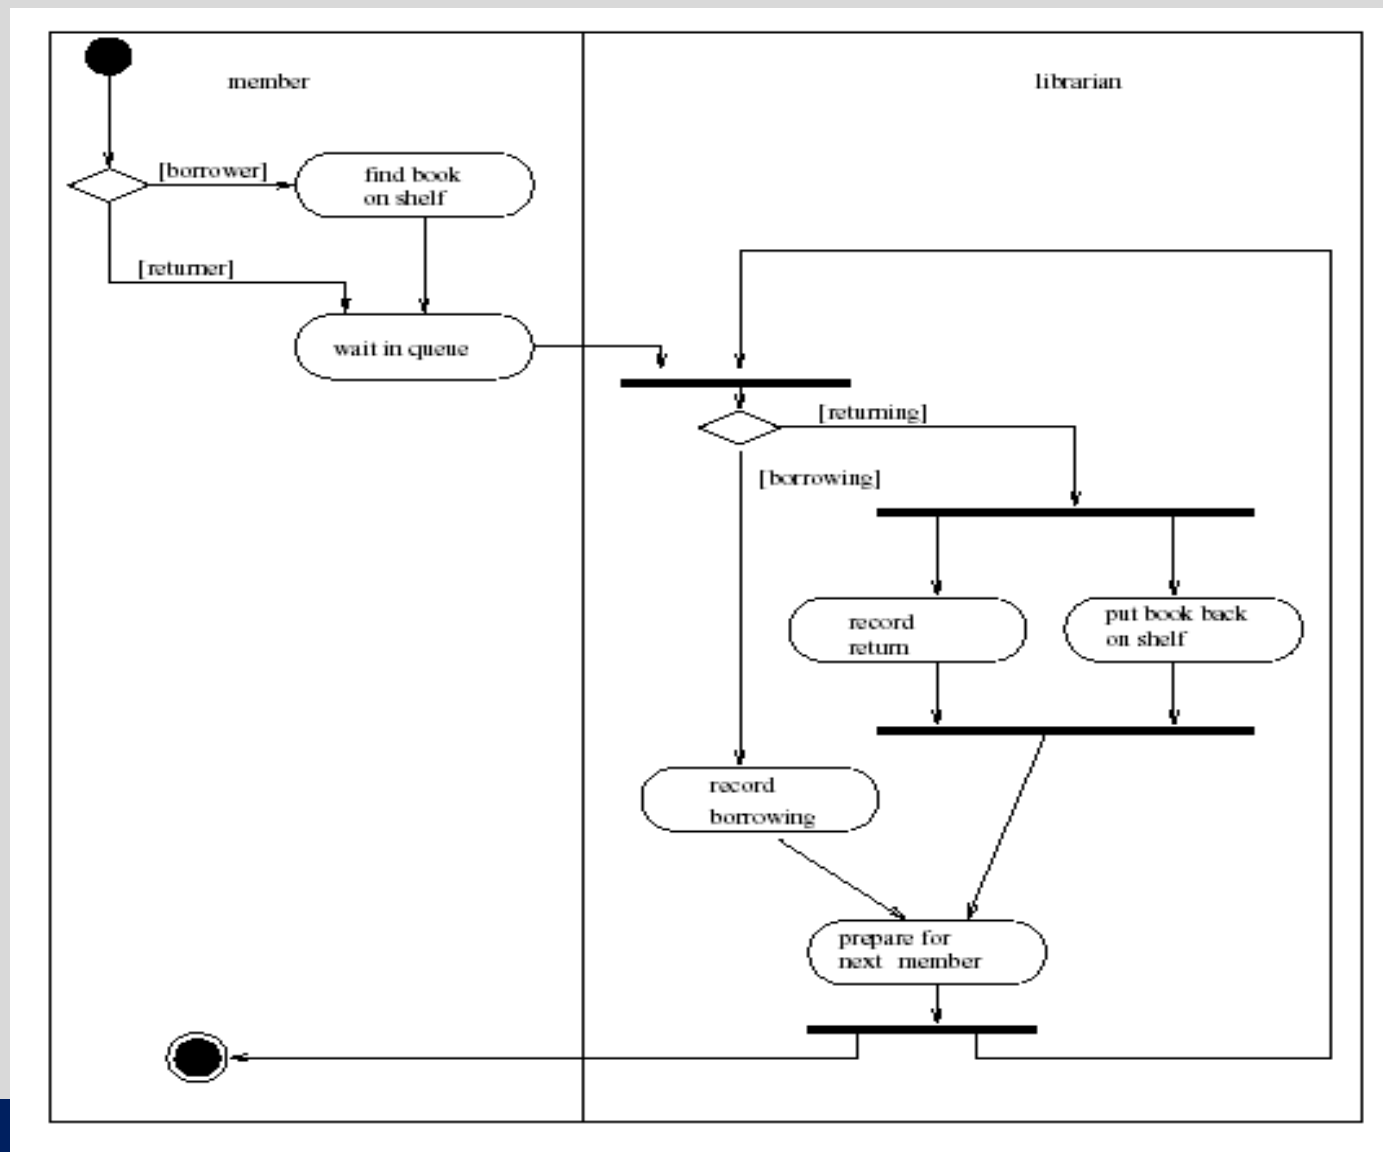 member
librarian
[borrower]
find book
on shelf
[returner]
wait in queue
[returning]
[borrowing]
record
return
put book back
on shelf
record
borrowing
prepare for
next member